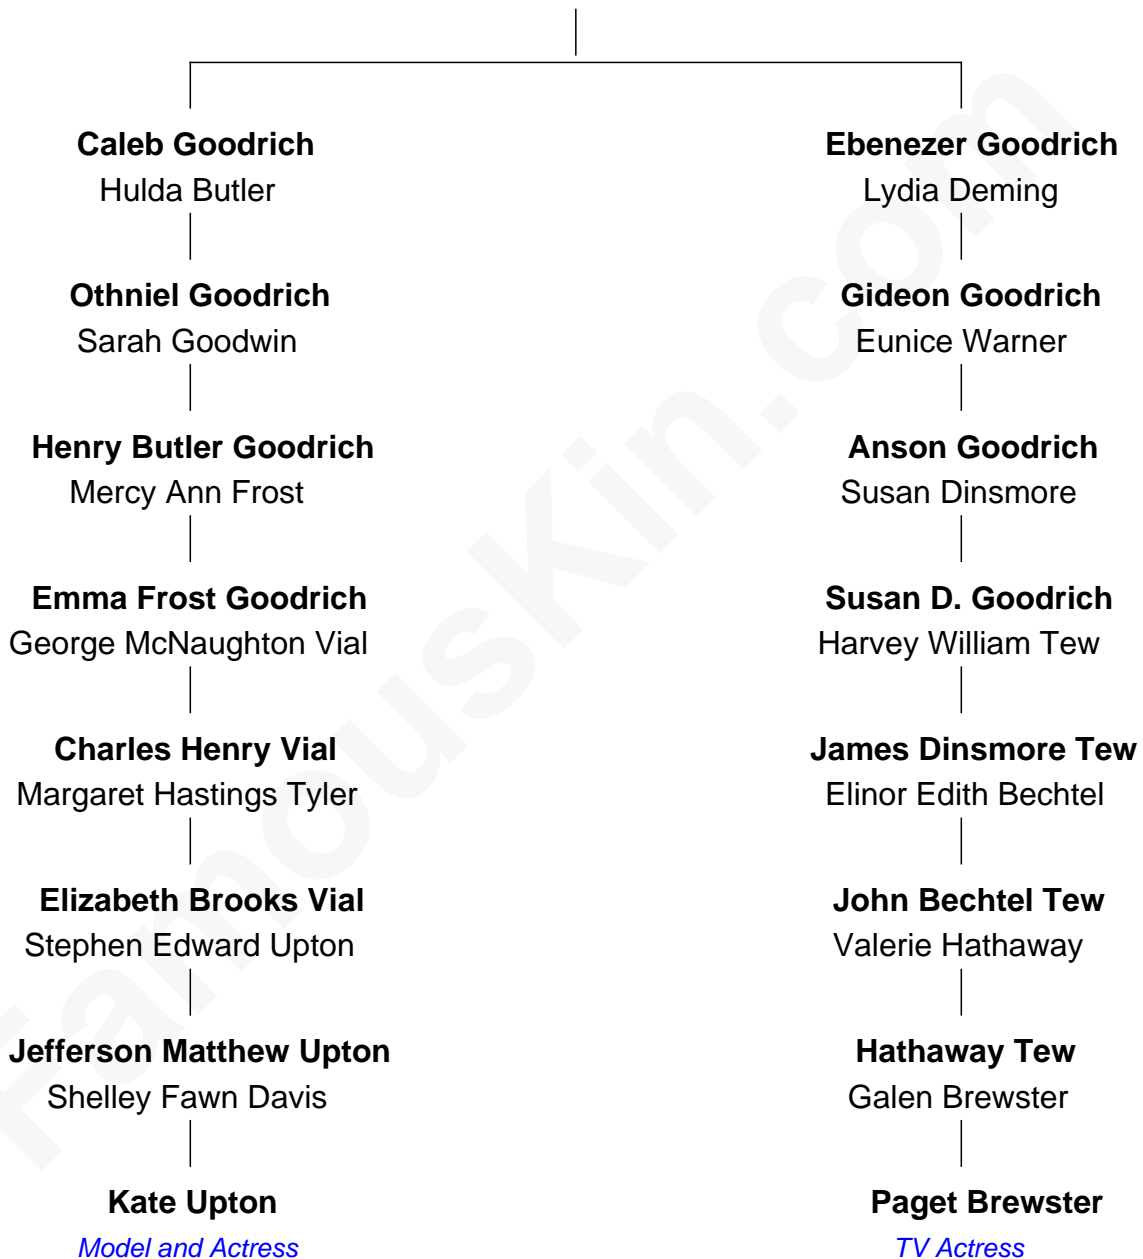 Caleb Goodrich
Hulda Butler
Othniel Goodrich
Sarah Goodwin
Henry Butler Goodrich
Mercy Ann Frost
Emma Frost Goodrich
George McNaughton Vial
Charles Henry Vial
Margaret Hastings Tyler
Elizabeth Brooks Vial
Stephen Edward Upton
Jefferson Matthew Upton
Shelley Fawn Davis
Kate Upton
Model and Actress
Ebenezer Goodrich
Lydia Deming
Gideon Goodrich
Eunice Warner
Anson Goodrich
Susan Dinsmore
Susan D. Goodrich
Harvey William Tew
James Dinsmore Tew
Elinor Edith Bechtel
John Bechtel Tew
Valerie Hathaway
Hathaway Tew
Galen Brewster
Paget Brewster
TV Actress
FamousKin.com